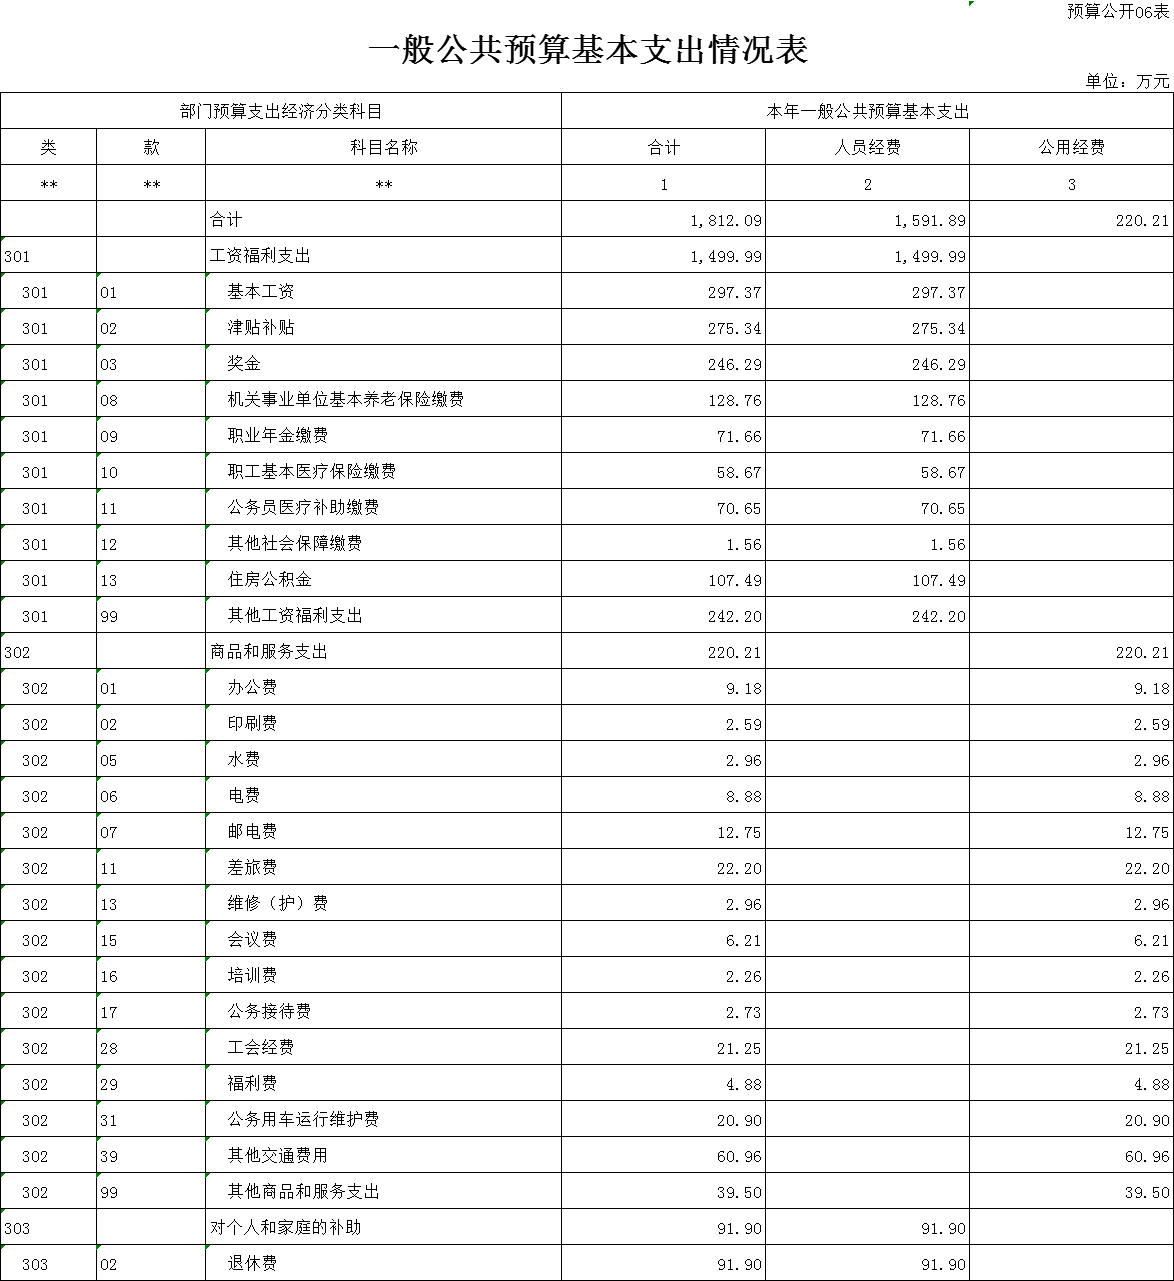 预算公开06表
一般公共预算基本支出情况表
单位：万元
部门预算支出经济分类科目 本年一般公共预算基本支出
类 款 科目名称 合计 人员经费 公用经费
** ** ** 1 2 3
合计 1,812.09 1,591.89 220.21
301 工资福利支出 1,499.99 1,499.99
301 01 基本工资 297.37 297.37
301 02 津贴补贴 275.34 275.34
301 03 奖金 246.29 246.29
301 08 机关事业单位基本养老保险缴费 128.76 128.76
301 09 职业年金缴费 71.66 71.66
301 10 职工基本医疗保险缴费 58.67 58.67
301 11 公务员医疗补助缴费 70.65 70.65
301 12 其他社会保障缴费 1.56 1.56
301 13 住房公积金 107.49 107.49
301 99 其他工资福利支出 242.20 242.20
302 商品和服务支出 220.21 220.21
302 01 办公费 9.18 9.18
302 02 印刷费 2.59 2.59
302 05 水费 2.96 2.96
302 06 电费 8.88 8.88
302 07 邮电费 12.75 12.75
302 11 差旅费 22.20 22.20
302 13 维修（护）费 2.96 2.96
302 15 会议费 6.21 6.21
302 16 培训费 2.26 2.26
302 17 公务接待费 2.73 2.73
302 28 工会经费 21.25 21.25
302 29 福利费 4.88 4.88
302 31 公务用车运行维护费 20.90 20.90
302 39 其他交通费用 60.96 60.96
302 99 其他商品和服务支出 39.50 39.50
303 对个人和家庭的补助 91.90 91.90
303 02 退休费 91.90 91.90